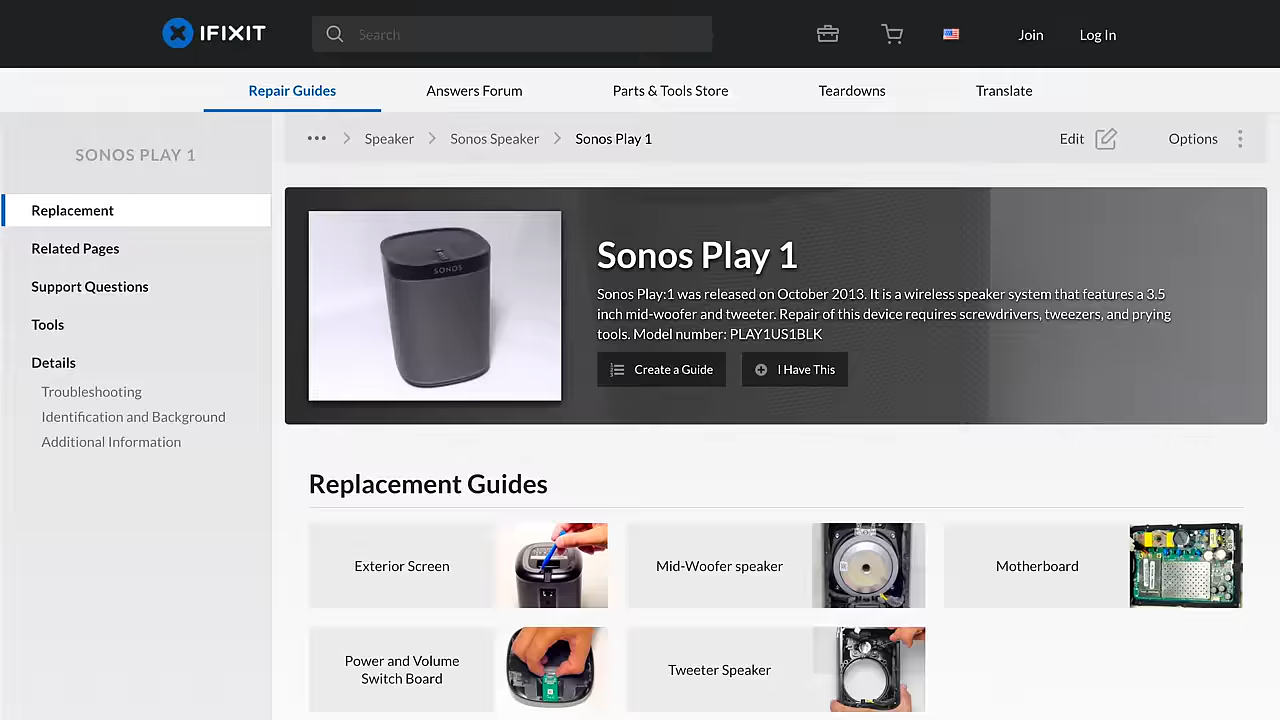 IFIXIT
Search
Join
Log In
Repair Guides
Answers Forum
Parts & Tools Store
Teardowns
Translate
SONOS PLAY 1
Replacement
Related Pages
Support Questions
Tools
Details
Troubleshooting
Identification and Background
Additional Information
Speaker
Sonos Speaker
Sonos Play 1
Edit
Options
SONOS
Sonos Play 1
Sonos Play:1 was released on October 2013. It is a wireless speaker system that features a 3.5
inch mid-woofer and tweeter. Repair of this device requires screwdrivers, tweezers, and prying
tools. Model number: PLAY1US1BLK
Create a Guide
I Have This
Replacement Guides
Exterior Screen
Mid-Woofer speaker
Motherboard
Power and Volume
Switch Board
Tweeter Speaker